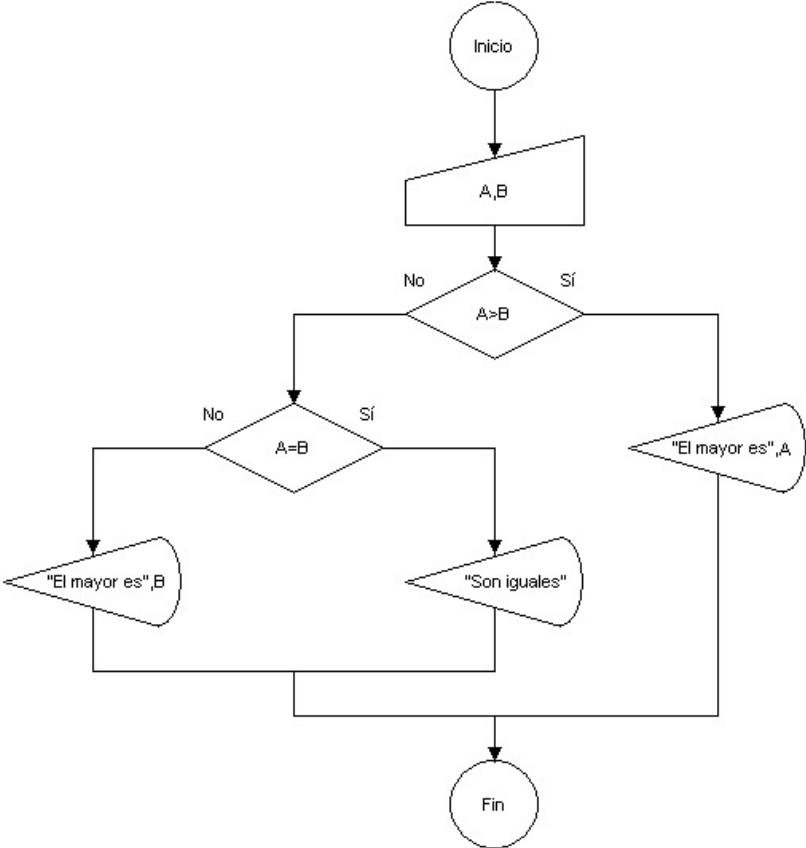 Inicio
A,B
No
Sí
A>B
No
Sí
A=B
"El mayor es",A
"El mayor es",B
"Son iguales"
Fin